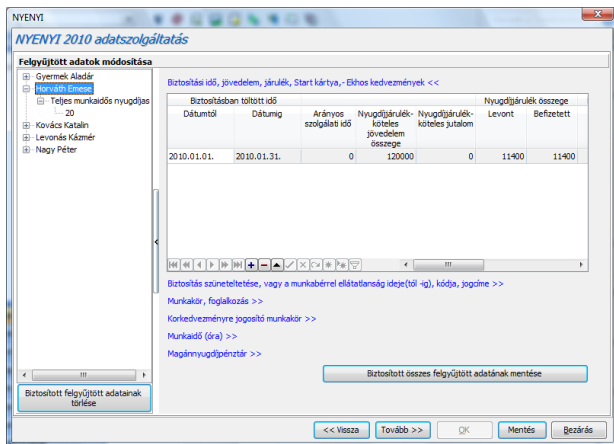 NYENYI
NYENYI 2010 adatszolgáltatás
Felgyűjtött adatok módosítása
Gyermek Aladár
Horváth Emese
Teljes munkaidős nyugdíjas
20
Kovács Katalin
Levonás Kázmér
Nagy Péter
Biztosított felgyűjtött adatainak
törlése
Biztosítási idő, jövedelem, járulék, Start kártya,- Ekhos kedvezmények <<
Biztosításban töltött idő Nyugdíjjárulék összege
Dátumtól Dátumig Arányos szolgálati idő Nyugdíjjárulék-köteles jövedelem összege Nyugdíjjárulék-köteles jutalom Levont Befizetett
2010.01.01. 2010.01.31. 0 120000 0 11400 11400
Biztosítás szüneteltetése, vagy a munkabérrel ellátatlanság ideje(től -ig), kódja, jogcíme >>
Munkakör, foglalkozás >>
Korkedvezményre jogosító munkakör >>
Munkaidő (óra) >>
Magánnyugdíjpénztár >>
Biztosított összes felgyűjtött adatának mentése
<< Vissza Tovább >> OK Mentés Bezárás